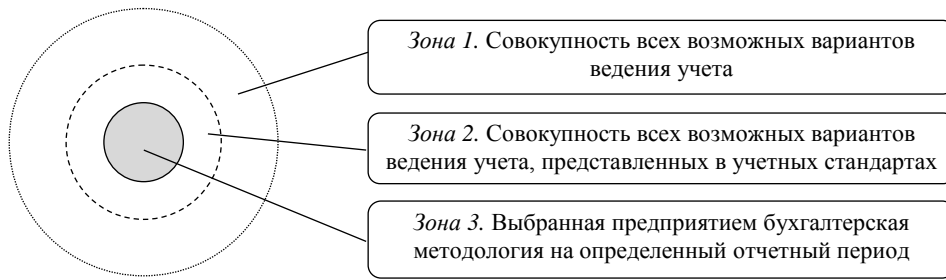 Зона 1. Совокупность всех возможных вариантов
ведения учета
Зона 2. Совокупность всех возможных вариантов
ведения учета, представленных в учетных стандартах
Зона 3. Выбранная предприятием бухгалтерская
методология на определенный отчетный период